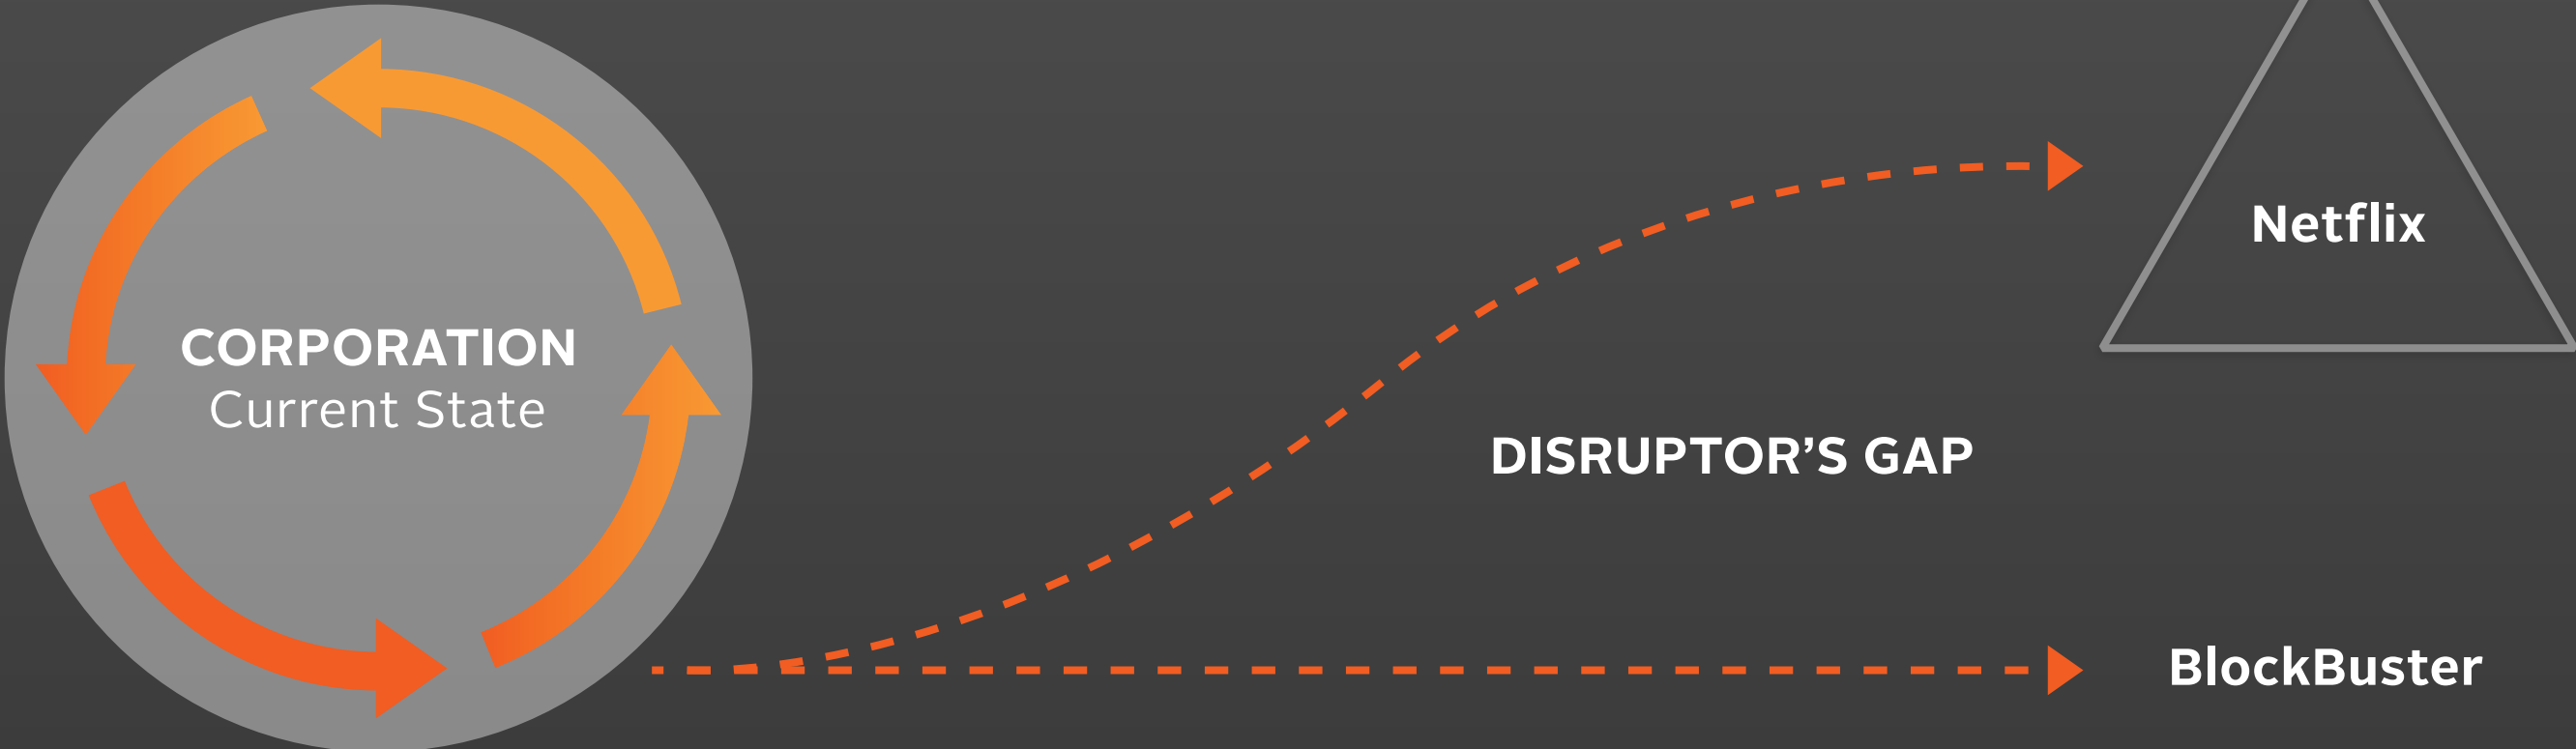 Netflix
CORPORATION
Current State
DISRUPTOR’S GAP
BlockBuster